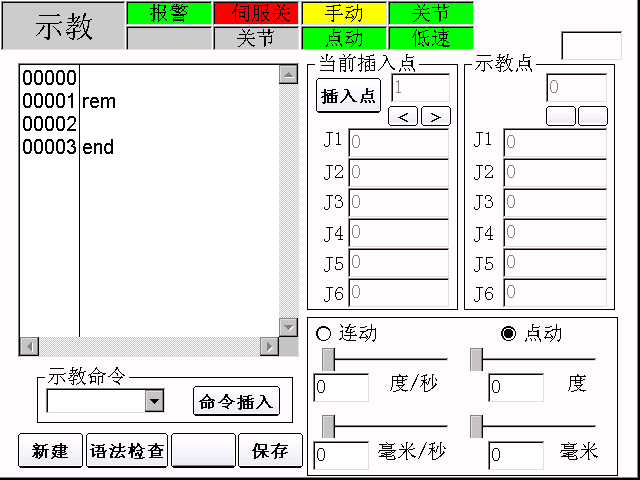 示教 报警 伺服关 手动 关节
关节 点动 低速
00000
00001 rem
00002
00003 end
当前插入点
插入点 1
< >
J1 0
J2 0
J3 0
J4 0
J5 0
J6 0
示教点
0
J1 0
J2 0
J3 0
J4 0
J5 0
J6 0
示教命令
命令插入
新建 语法检查 保存
连动 点动
0 度/秒 0 度
0 毫米/秒 0 毫米